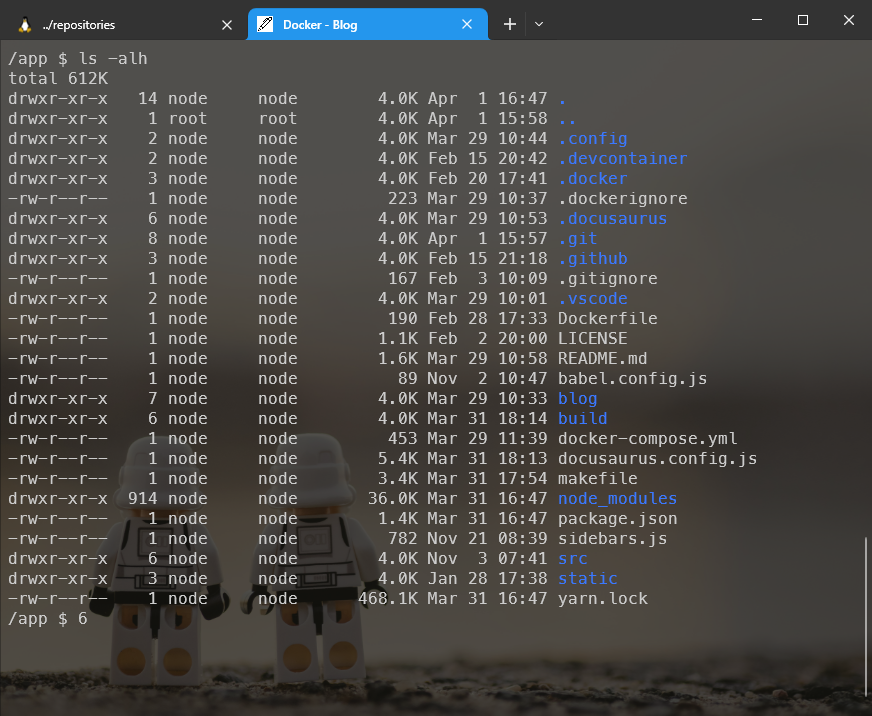 ../repositories
Docker - Blog
/app $ ls -alh
total 612K
drwxr-xr-x   14 node     node        4.0K Apr  1 16:47 .
drwxr-xr-x    1 root     root        4.0K Apr  1 15:58 ..
drwxr-xr-x    2 node     node        4.0K Mar 29 10:44 .config
drwxr-xr-x    2 node     node        4.0K Feb 15 20:42 .devcontainer
drwxr-xr-x    3 node     node        4.0K Feb 20 17:41 .docker
-rw-r--r--    1 node     node         223 Mar 29 10:37 .dockerignore
drwxr-xr-x    6 node     node        4.0K Mar 29 10:53 .docusaurus
drwxr-xr-x    8 node     node        4.0K Apr  1 15:57 .git
drwxr-xr-x    3 node     node        4.0K Feb 15 21:18 .github
-rw-r--r--    1 node     node         167 Feb  3 10:09 .gitignore
drwxr-xr-x    2 node     node        4.0K Mar 29 10:01 .vscode
-rw-r--r--    1 node     node         190 Feb 28 17:33 Dockerfile
-rw-r--r--    1 node     node        1.1K Feb  2 20:00 LICENSE
-rw-r--r--    1 node     node        1.6K Mar 29 10:58 README.md
-rw-r--r--    1 node     node          89 Nov  2 10:47 babel.config.js
drwxr-xr-x    7 node     node        4.0K Mar 29 10:33 blog
drwxr-xr-x    6 node     node        4.0K Mar 31 18:14 build
-rw-r--r--    1 node     node         453 Mar 29 11:39 docker-compose.yml
-rw-r--r--    1 node     node        5.4K Mar 31 18:13 docusaurus.config.js
-rw-r--r--    1 node     node        3.4K Mar 31 17:54 makefile
drwxr-xr-x  914 node     node       36.0K Mar 31 16:47 node_modules
-rw-r--r--    1 node     node        1.4K Mar 31 16:47 package.json
-rw-r--r--    1 node     node         782 Nov 21 08:39 sidebars.js
drwxr-xr-x    6 node     node        4.0K Nov  3 07:41 src
drwxr-xr-x    3 node     node        4.0K Jan 28 17:38 static
-rw-r--r--    1 node     node      468.1K Mar 31 16:47 yarn.lock
/app $ 6